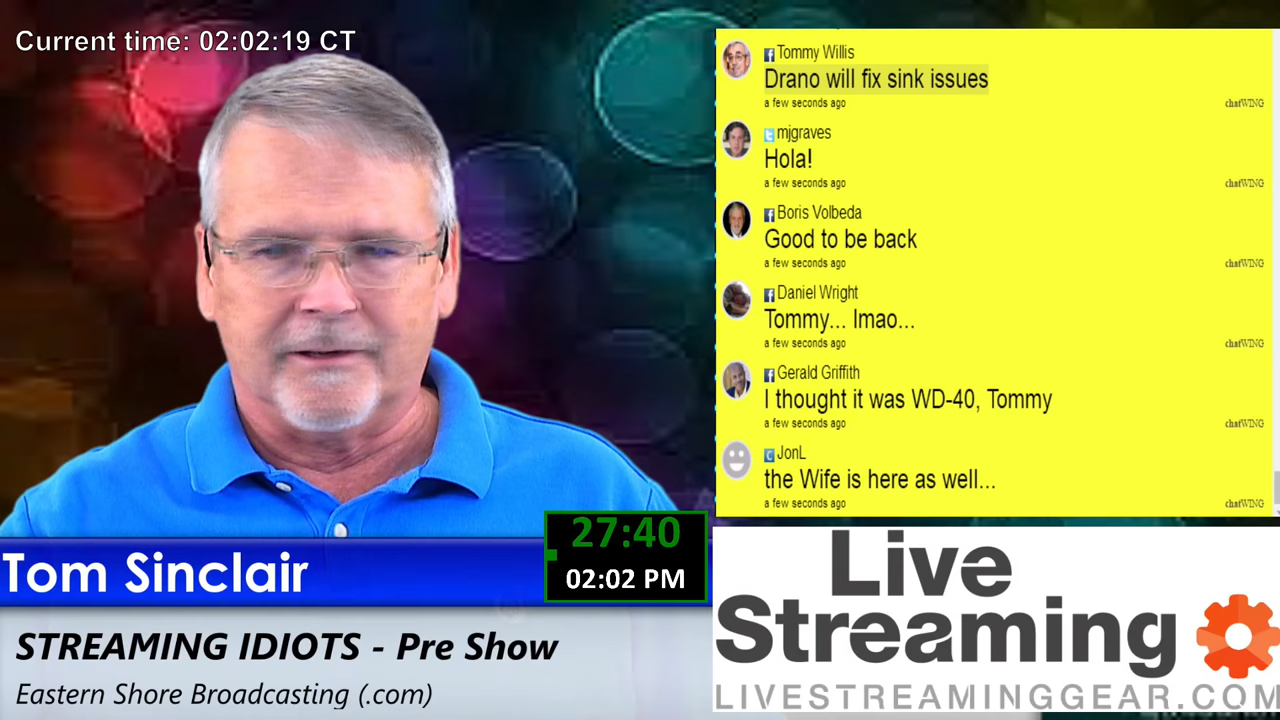 Current time: 02:02:19 CT
Tommy Willis
Drano will fix sink issues
a few seconds ago
chatWING
mjgraves
Hola!
a few seconds ago
chatWING
Boris Volbeda
Good to be back
a few seconds ago
chatWING
Daniel Wright
Tommy... lmao...
a few seconds ago
chatWING
Gerald Griffith
I thought it was WD-40, Tommy
a few seconds ago
chatWING
JonL
the Wife is here as well...
a few seconds ago
chatWING
27:40
02:02 PM
Tom Sinclair
STREAMING IDIOTS - Pre Show
Eastern Shore Broadcasting (.com)
Live
Streaming
LIVESTREAMINGGEAR.COM